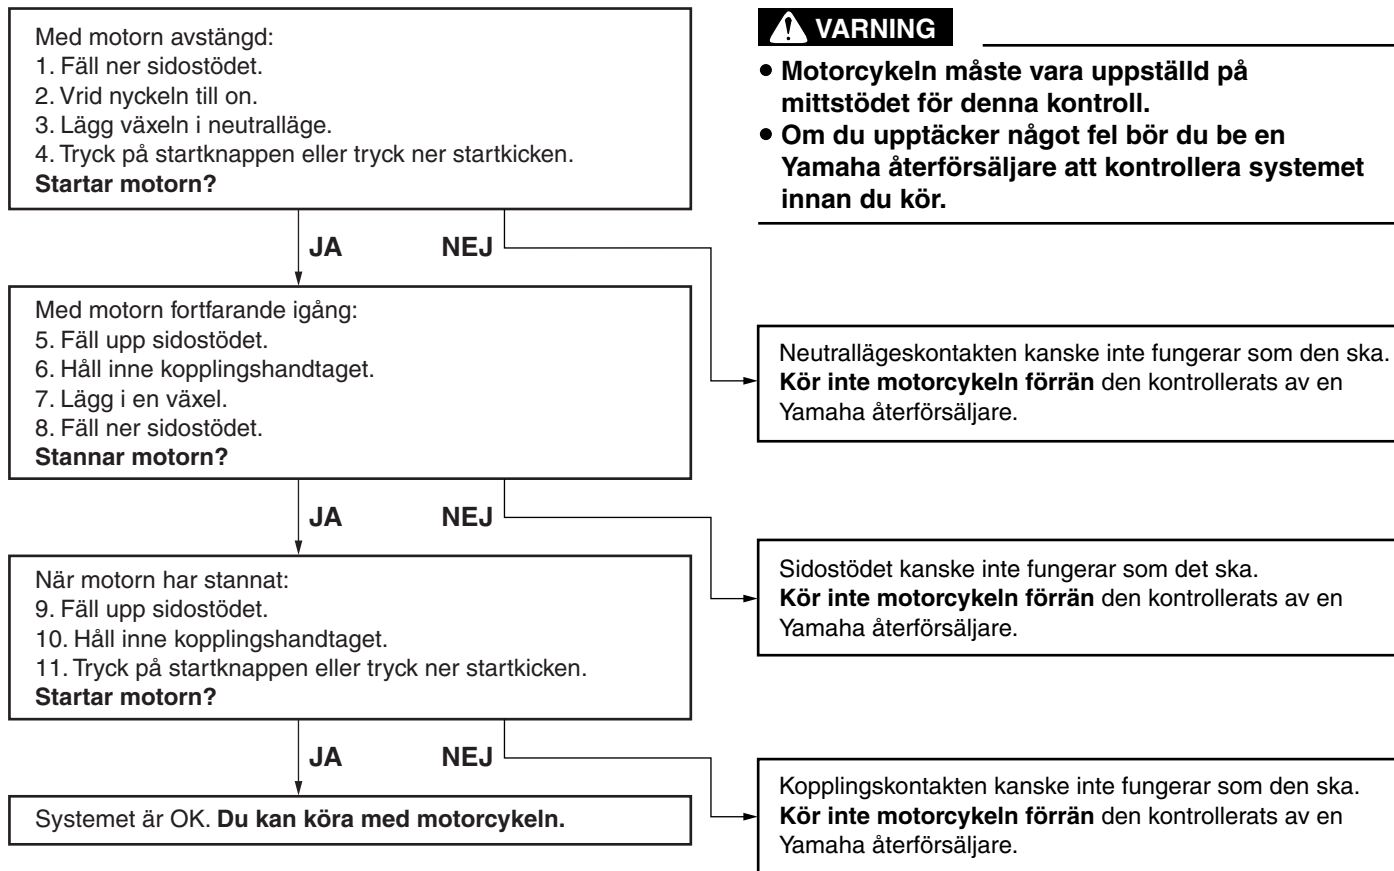 Med motorn avstängd:
1. Fäll ner sidostödet.
2. Vrid nyckeln till on.
3. Lägg växeln i neutralläge.
4. Tryck på startknappen eller tryck ner startkicken.
Startar motorn?
VARNING
• Motorcykeln måste vara uppställd på
mittstödet för denna kontroll.
• Om du upptäcker något fel bör du be en
Yamaha återförsäljare att kontrollera systemet
innan du kör.
JA NEJ
Med motorn fortfarande igång:
5. Fäll upp sidostödet.
6. Håll inne kopplingshandtaget.
7. Lägg i en växel.
8. Fäll ner sidostödet.
Stannar motorn?
Neutrallägeskontakten kanske inte fungerar som den ska.
Kör inte motorcykeln förrän den kontrollerats av en
Yamaha återförsäljare.
JA NEJ
När motorn har stannat:
9. Fäll upp sidostödet.
10. Håll inne kopplingshandtaget.
11. Tryck på startknappen eller tryck ner startkicken.
Startar motorn?
Sidostödet kanske inte fungerar som det ska.
Kör inte motorcykeln förrän den kontrollerats av en
Yamaha återförsäljare.
JA NEJ
Systemet är OK. Du kan köra med motorcykeln.
Kopplingskontakten kanske inte fungerar som den ska.
Kör inte motorcykeln förrän den kontrollerats av en
Yamaha återförsäljare.